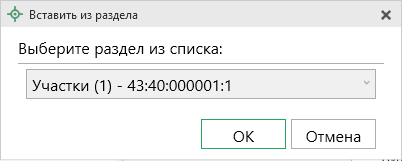 Вставить из раздела
Выберите раздел из списка:
Участки (1) - 43:40:000001:1
ОК
Отмена